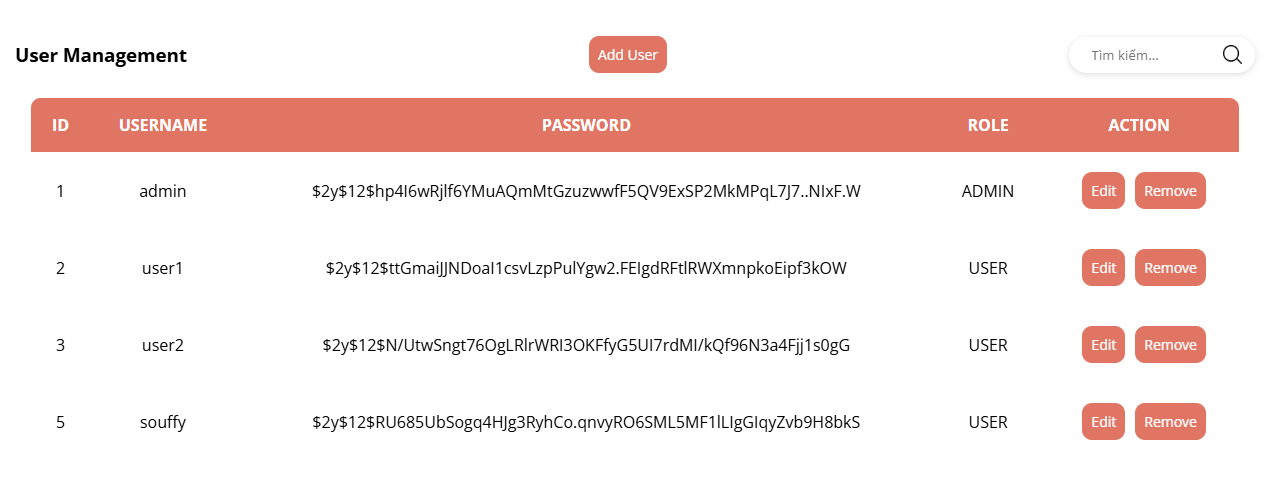 User Management
Add User
Tìm kiếm...
ID USERNAME PASSWORD ROLE ACTION
1 admin $2y$12$hp4I6wRjlf6YMuAQmMtGzuzwwfF5QV9ExSP2MkMPqL7J7..NIxF.W ADMIN Edit Remove
2 user1 $2y$12$ttGmaiJJNDoaI1csvLzpPulYgw2.FEIgdRFtlRWXmnpkoEipf3kOW USER Edit Remove
3 user2 $2y$12$N/UtwSngt76OgLRlrWRI3OKFfyG5UI7rdMI/kQf96N3a4Fjj1s0gG USER Edit Remove
5 souffy $2y$12$RU685UbSogq4HJg3RyhCo.qnvyRO6SML5MF1lLIgGIqyZvb9H8bkS USER Edit Remove